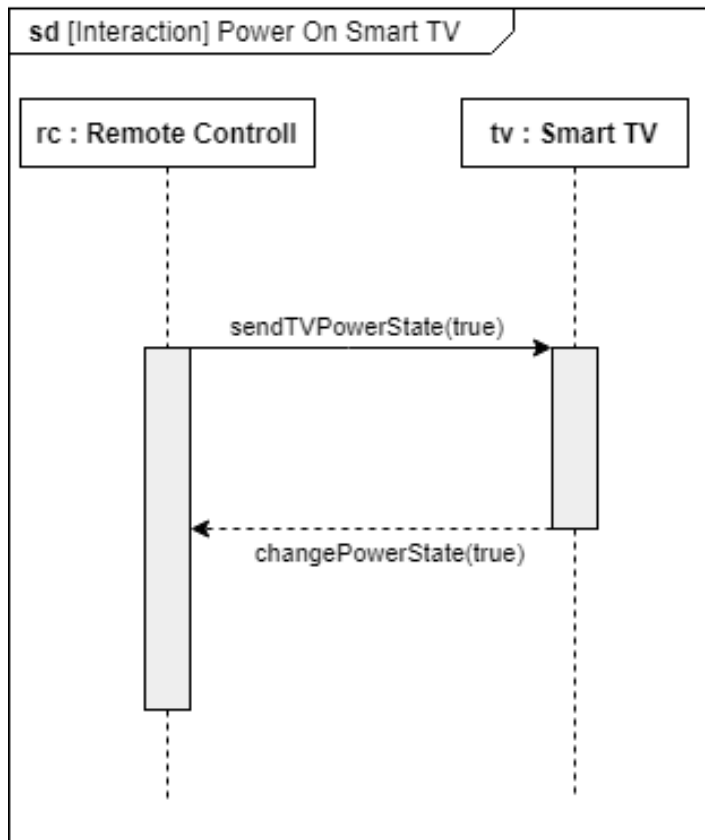 sd [Interaction] Power On Smart TV
rc : Remote Controll
tv : Smart TV
sendTVPowerState(true)
changePowerState(true)